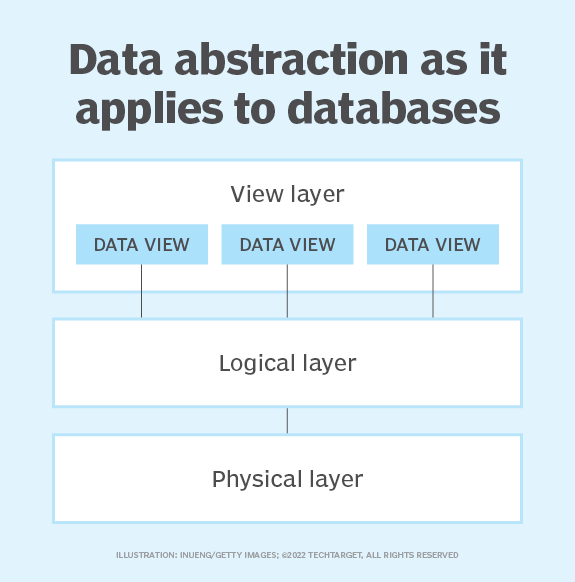 Data abstraction as it
applies to databases
View layer
DATA VIEW
DATA VIEW
DATA VIEW
Logical layer
Physical layer
ILLUSTRATION: INUENG/GETTY IMAGES; ©2022 TECHTARGET, ALL RIGHTS RESERVED